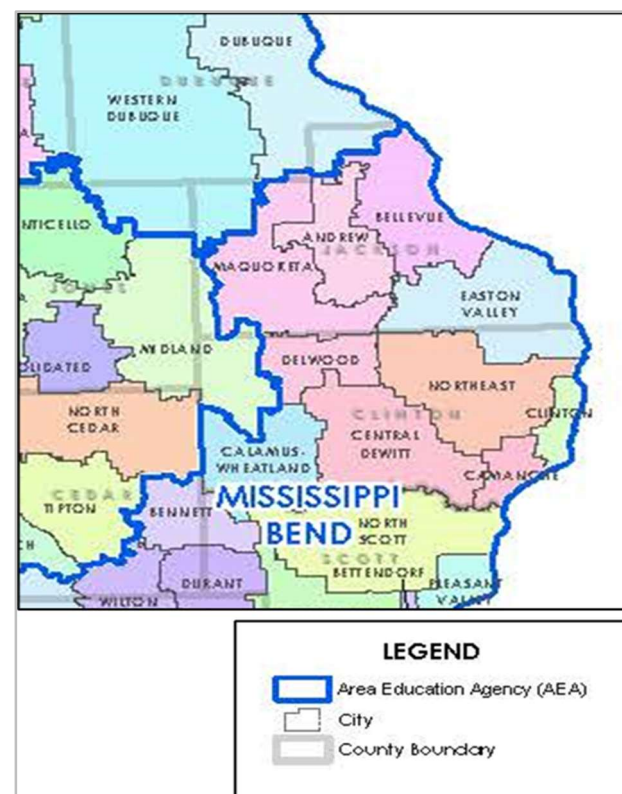 DUBUQUE
DUBUQUE
WESTERN
DUBUQUE
NTICELLO
BELLEVUE
ANDREW
JACKSON
MAQUOKETA
JONES
EASTON
VALLEY
MIDLAND
OLIDATED
DELWOOD
NORTHEAST
NORTH
CEDAR
CLINTON
CLINTON
CENTRAL
DEWITT
CALAMUS-
WHEATLAND
CAMANCHE
CEDAR
TIPTON
MISSISSIPPI
BEND
BENNETT
NORTH
SCOTT
SCOTT
CH
DURANT
BETTENDORF
PLEASANT
VALLEY
WILTON
LEGEND
Area Education Agency (AEA)
City
County Boundary